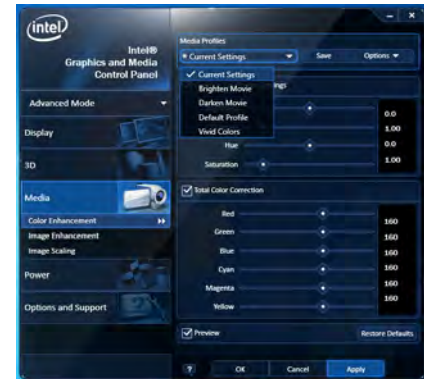 intel
Intel®
Graphics and Media
Control Panel
Advanced Mode
Display
3D
Media
Color Enhancement
Image Enhancement
Image Scaling
Power
Options and Support
Media Profiles
Current Settings
Save
Options
Current Settings
Brighten Movie
Darken Movie
Default Profile
Vivid Colors
ngs
0.0
1.00
Hue
0.0
Saturation
1.00
Total Color Correction
Red
160
Green
160
Blue
160
Cyan
160
Magenta
160
Yellow
160
Preview
Restore Defaults
?
OK
Cancel
Apply